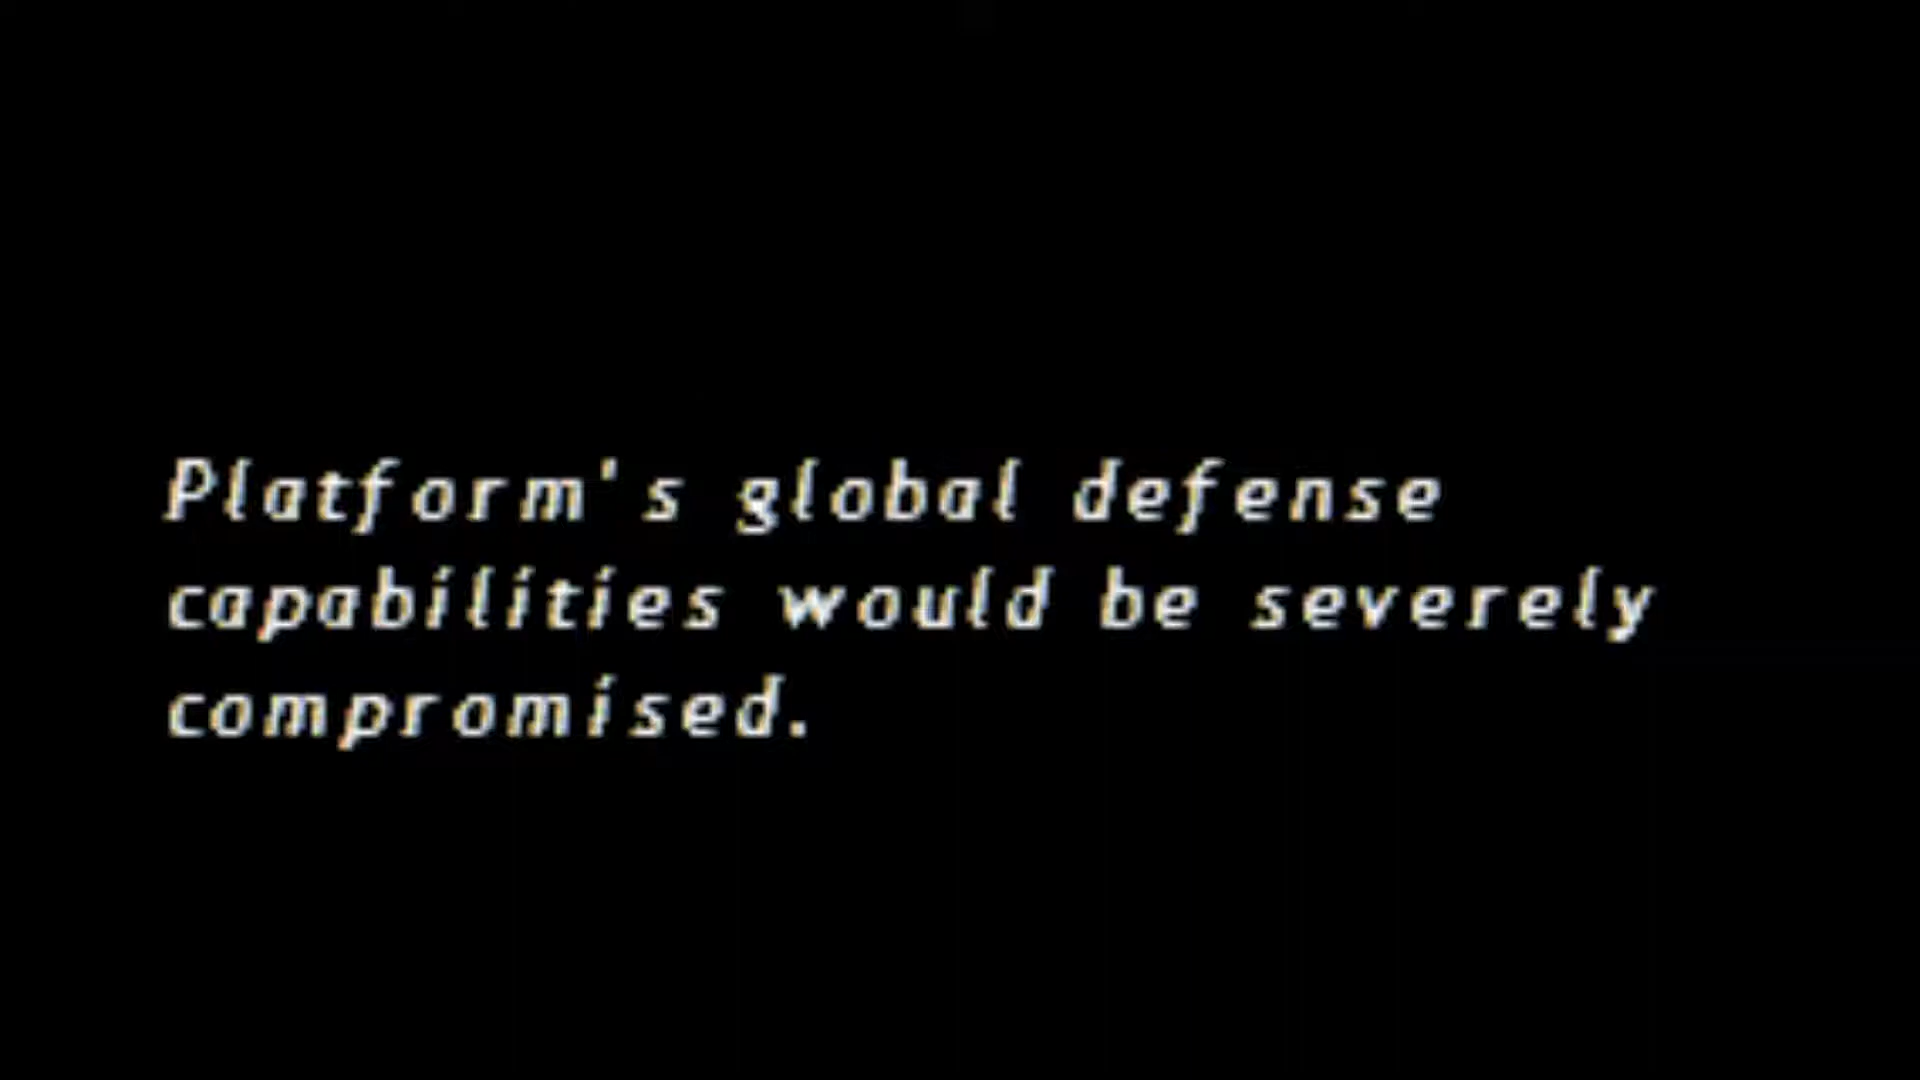 Platform's global defense
capabilities would be severely
compromised.